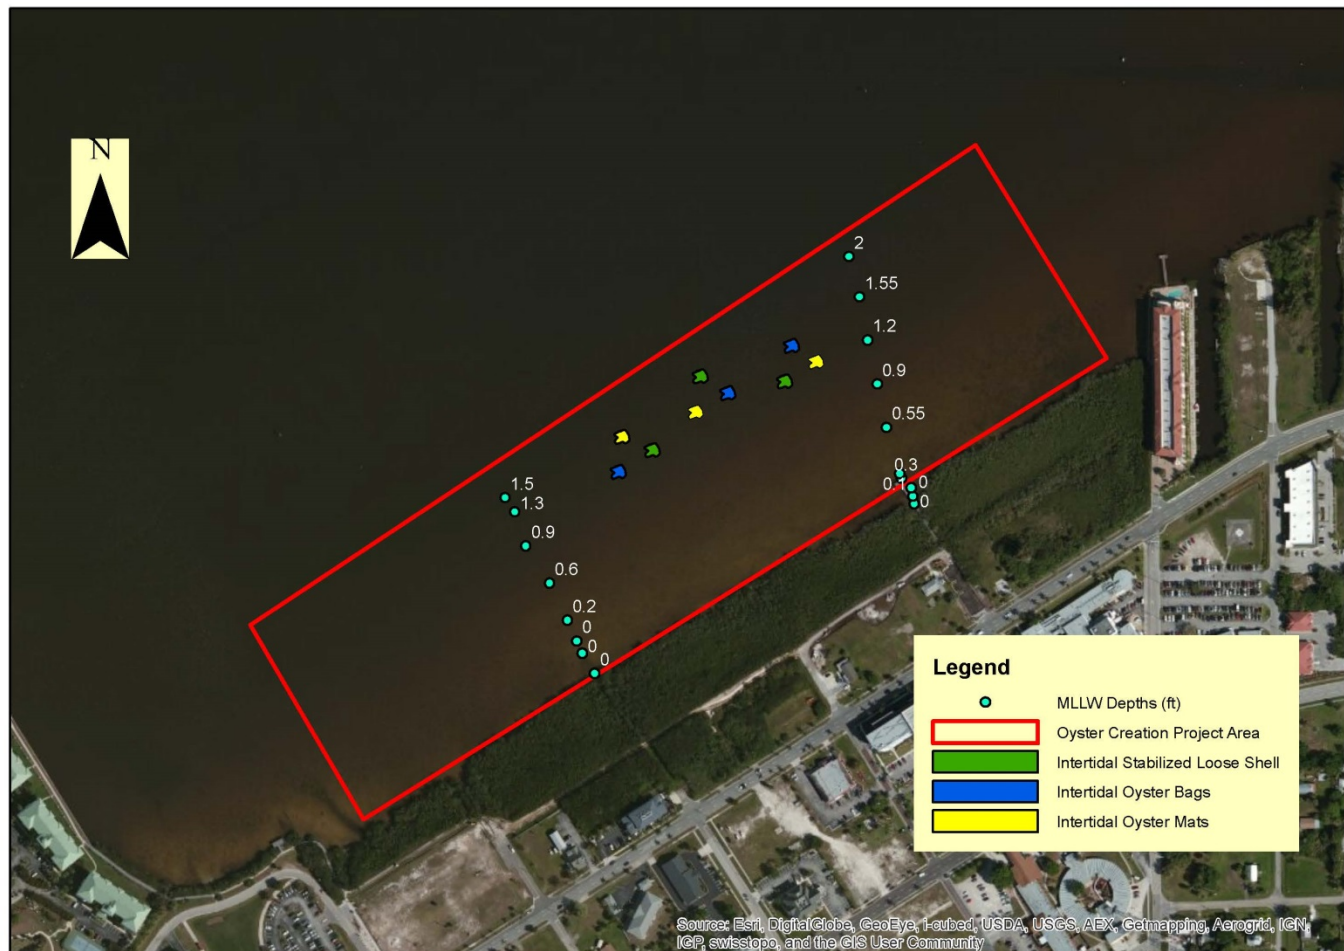 N
2
1.55
1.2
0.9
0.55
0.3
0.1 0
0
1.5
1.3
0.9
0.6
0.2
0
0
0
Legend
MLLW Depths (ft)
Oyster Creation Project Area
Intertidal Stabilized Loose Shell
Intertidal Oyster Bags
Intertidal Oyster Mats
Source: Esri, DigitalGlobe, GeoEye, i-cubed, USDA, USGS, AEX, Getmapping, Aerogrid, IGN,
IGP, swisstopo, and the GIS User Community